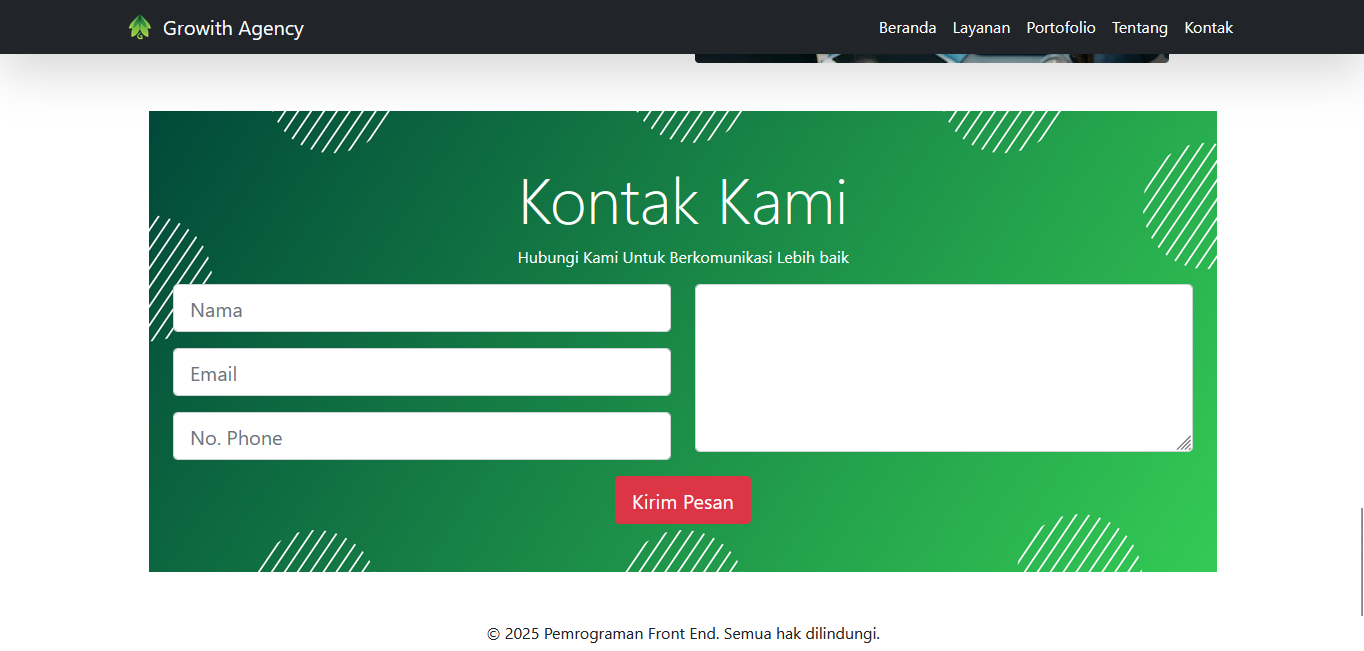 Growith Agency
Beranda Layanan Portofolio Tentang Kontak
Kontak Kami
Hubungi Kami Untuk Berkomunikasi Lebih baik
Nama
Email
No. Phone
Kirim Pesan
© 2025 Pemrograman Front End. Semua hak dilindungi.